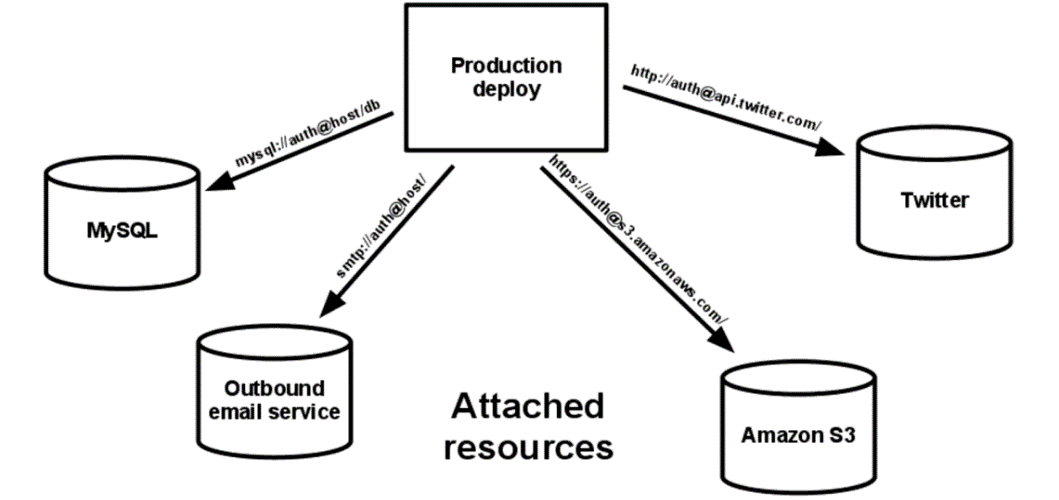 Production
deploy
mysql://auth@host/db
http://auth@api.twitter.com/
smtp://auth@host/
https://auth@s3.amazonaws.com/
MySQL
Twitter
Outbound
email service
Attached
resources
Amazon S3